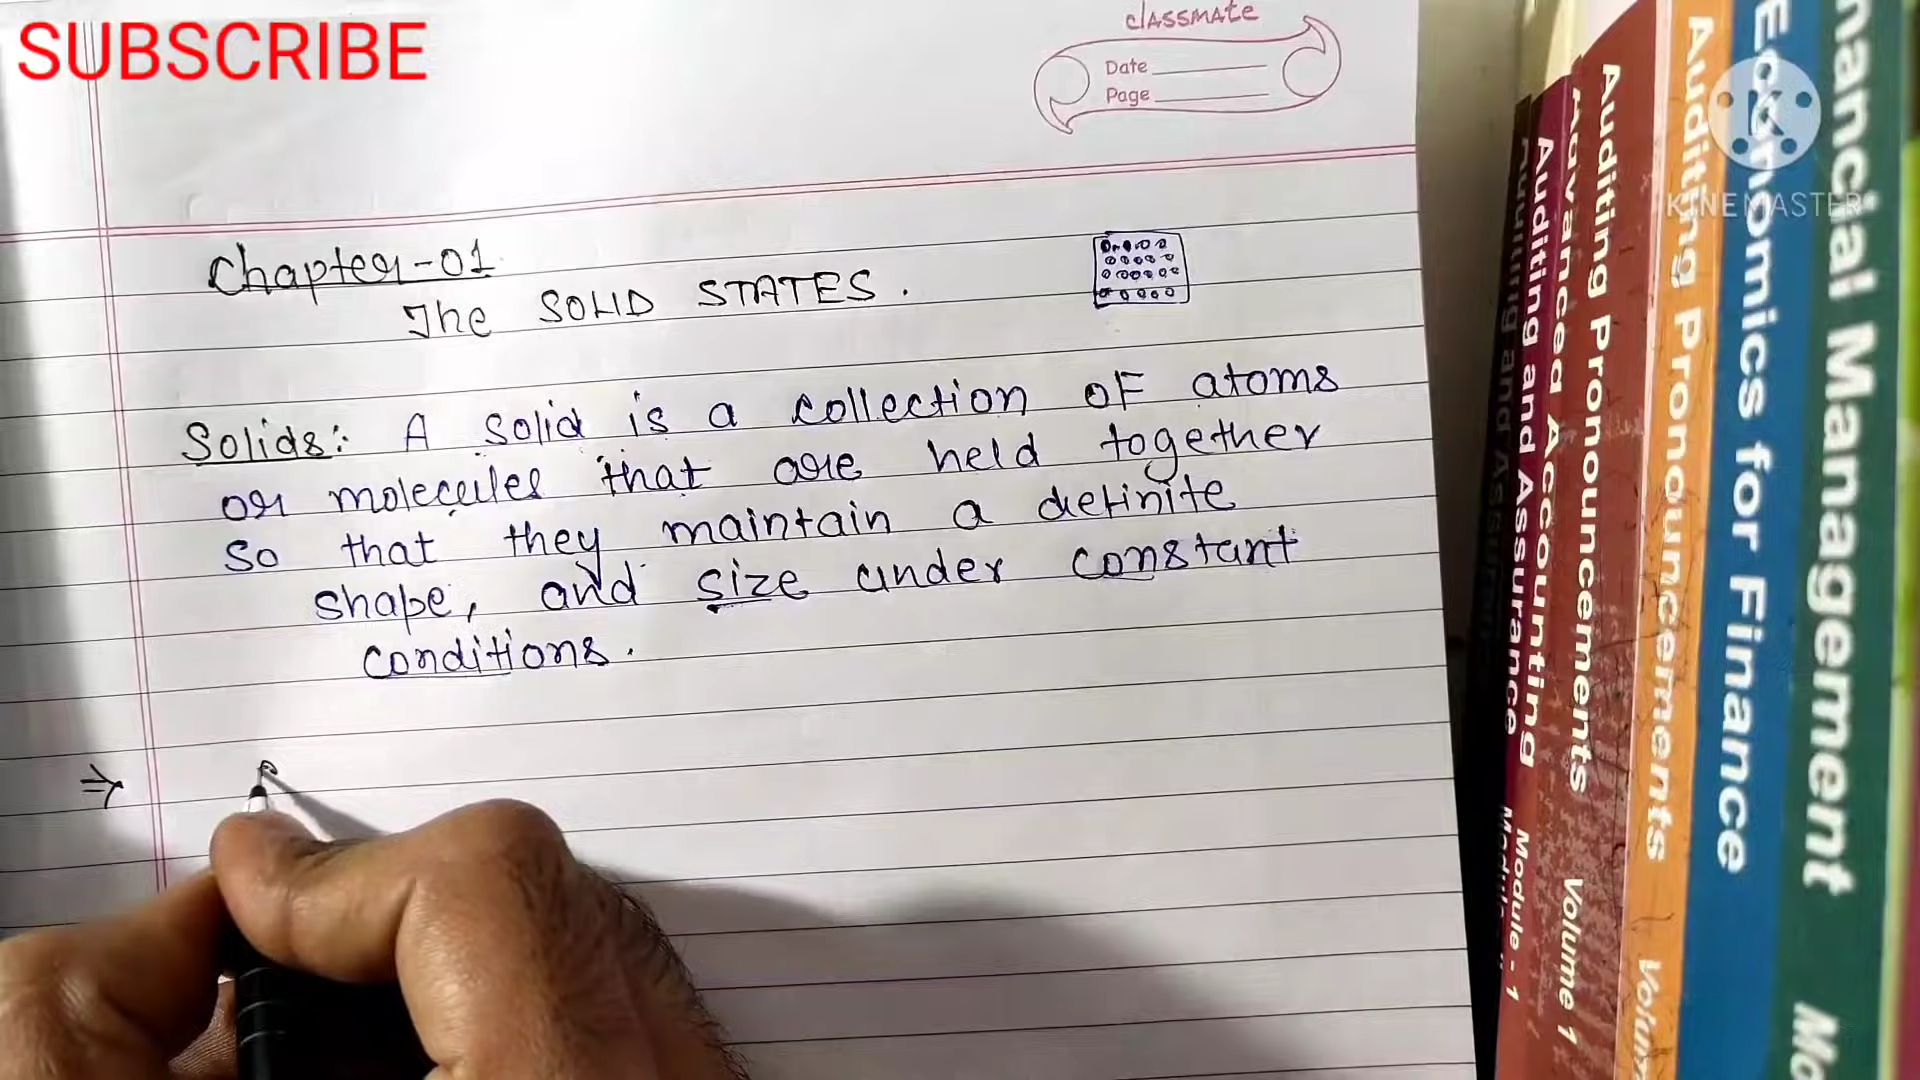 SUBSCRIBE
classmate
Date
Page
Chapter-01
The SOLID STATES.
Solids:- A solid is a collection of atoms
or molecules that are held together
so that they maintain a definite
shape, and size under constant
conditions.
⇒
KINEMASTER
Auditing and Assurance Module - 1
Advanced Accounting
Auditing Pronouncements Volume 1
Auditing Pronouncements
Economics for Finance
nancial Management